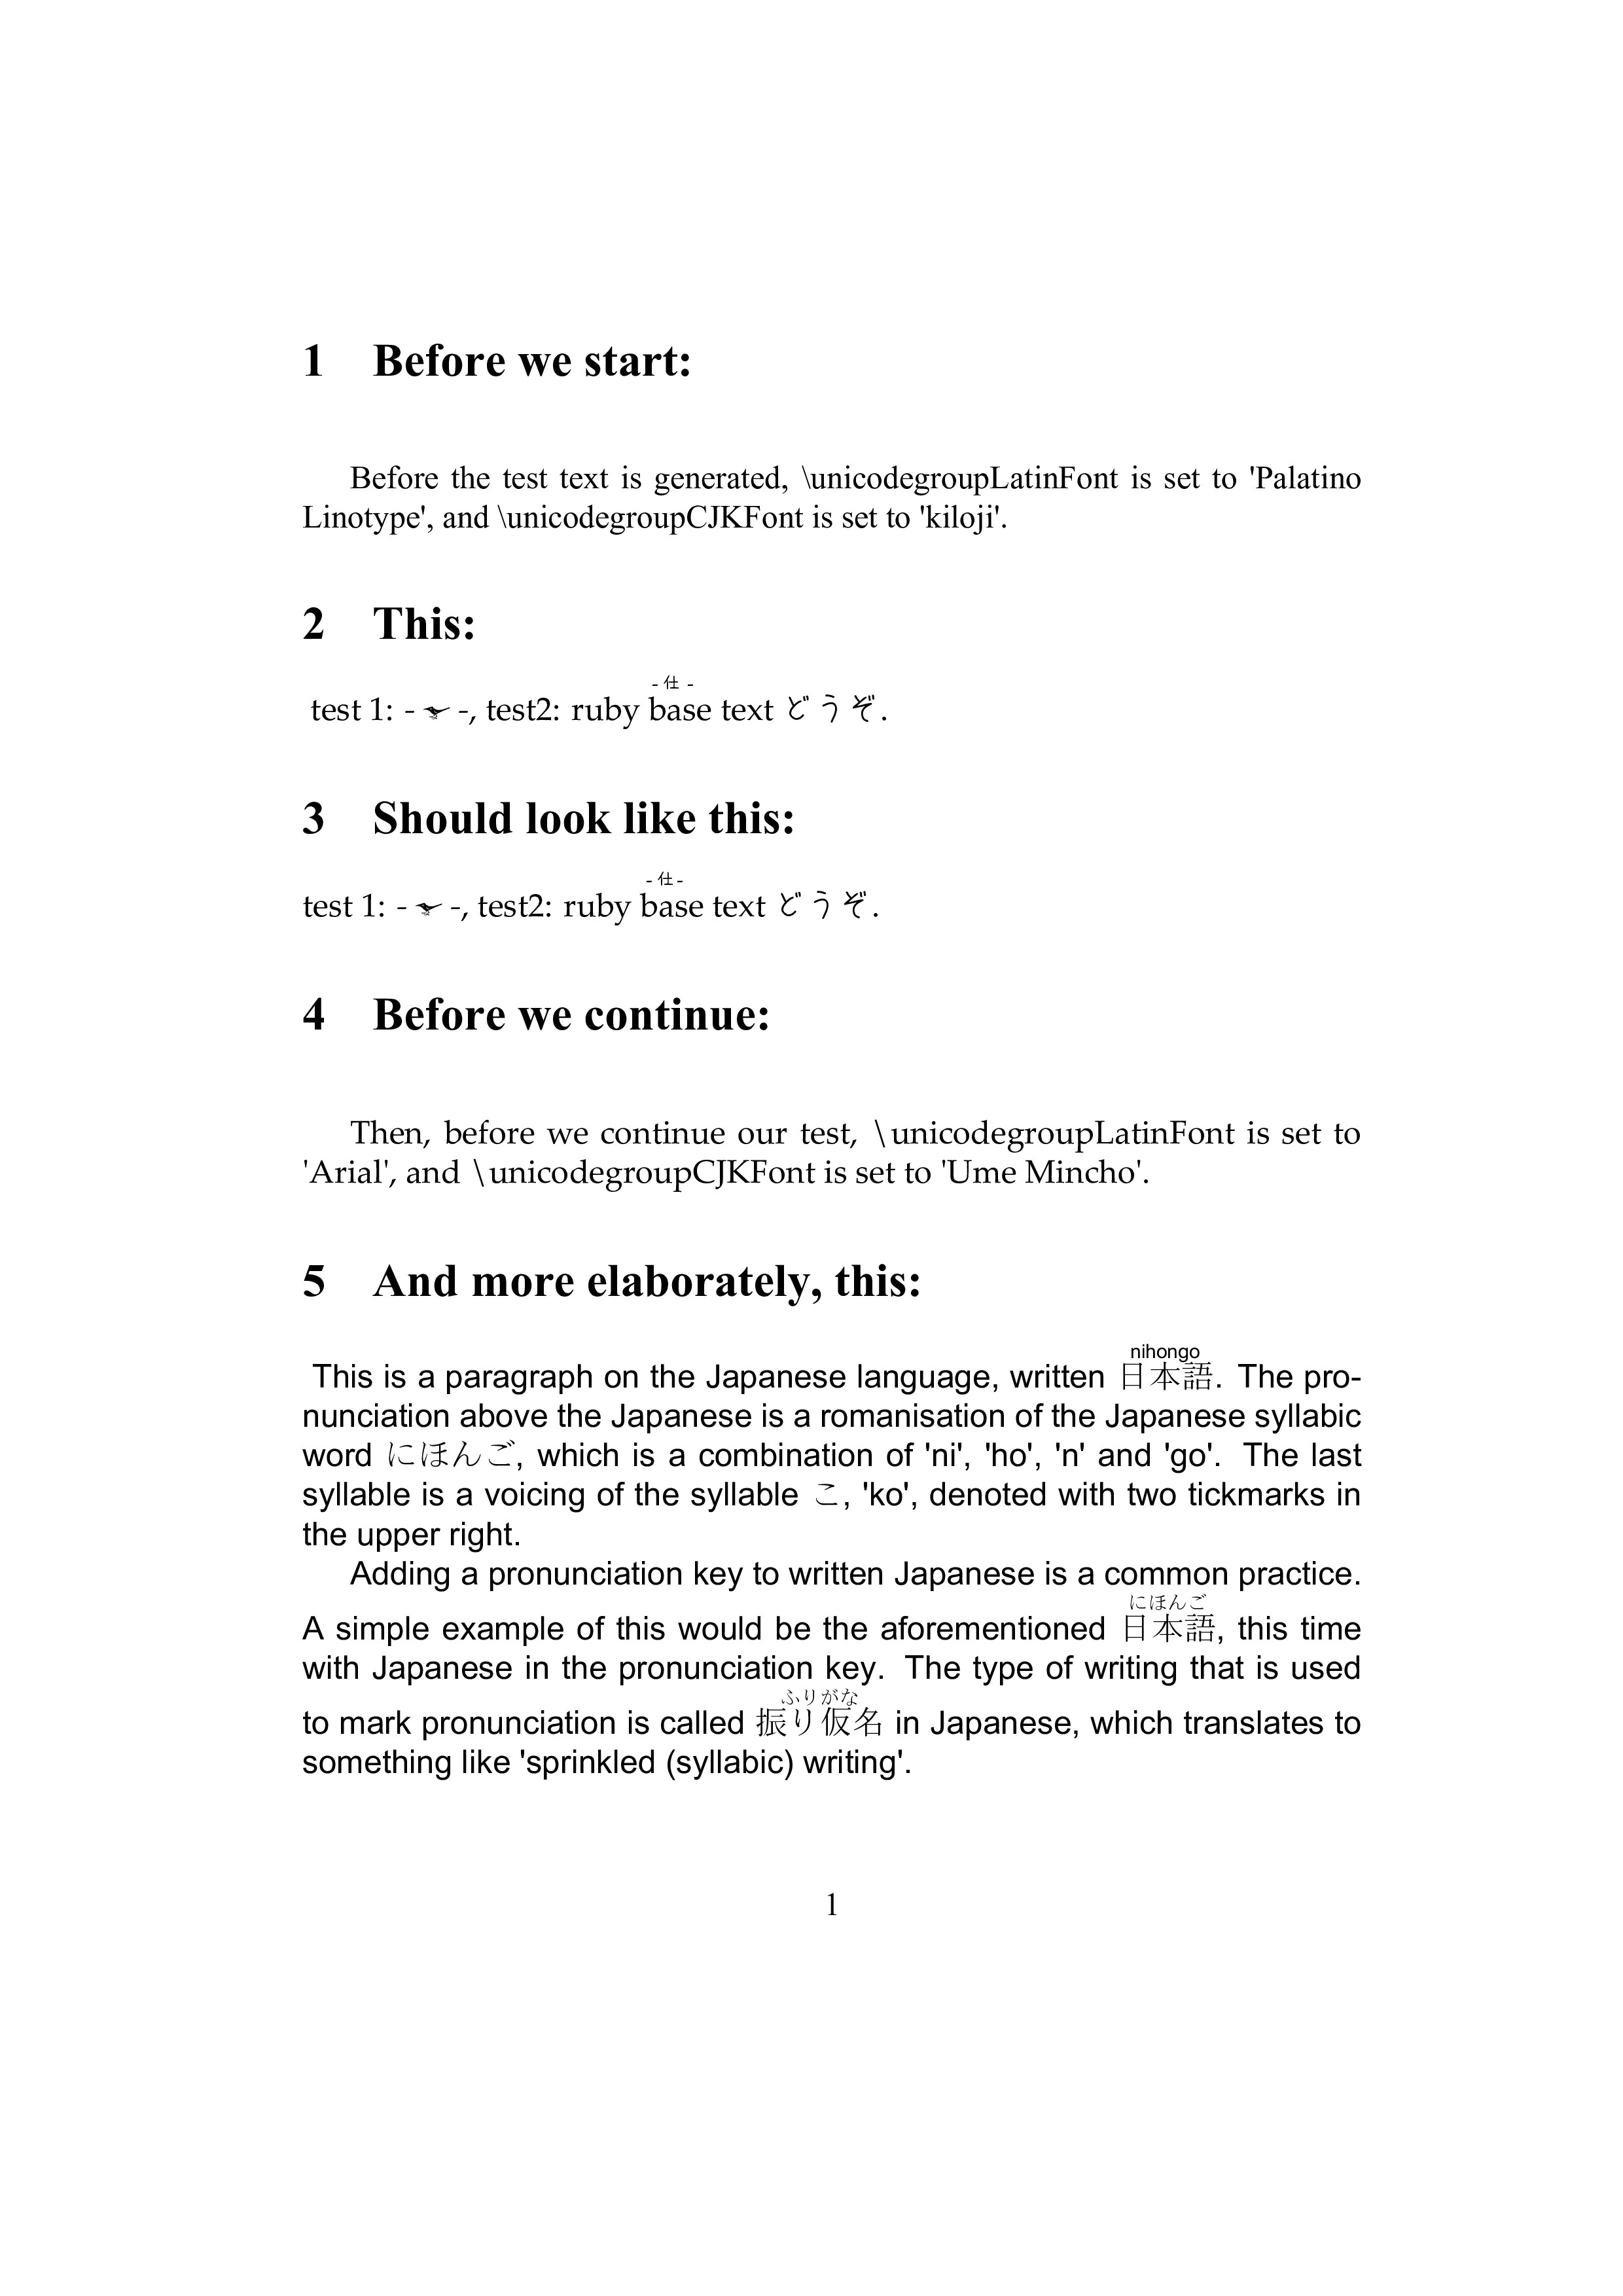 1 Before we start:
Before the test text is generated, \unicodegroupLatinFont is set to 'Palatino
Linotype', and \unicodegroupCJKFont is set to 'kiloji'.
2 This:
- 仕 -
test 1: - -, test2: ruby base text どうぞ.
3 Should look like this:
- 仕 -
test 1: - -, test2: ruby base text どうぞ.
4 Before we continue:
Then, before we continue our test, \unicodegroupLatinFont is set to
'Arial', and \unicodegroupCJKFont is set to 'Ume Mincho'.
5 And more elaborately, this:
nihongo
This is a paragraph on the Japanese language, written 日本語. The pro-
nunciation above the Japanese is a romanisation of the Japanese syllabic
word にほんご, which is a combination of 'ni', 'ho', 'n' and 'go'. The last
syllable is a voicing of the syllable こ, 'ko', denoted with two tickmarks in
the upper right.
Adding a pronunciation key to written Japanese is a common practice.
にほんご
A simple example of this would be the aforementioned 日本語, this time
with Japanese in the pronunciation key. The type of writing that is used
ふりがな
to mark pronunciation is called 振り仮名 in Japanese, which translates to
something like 'sprinkled (syllabic) writing'.
1